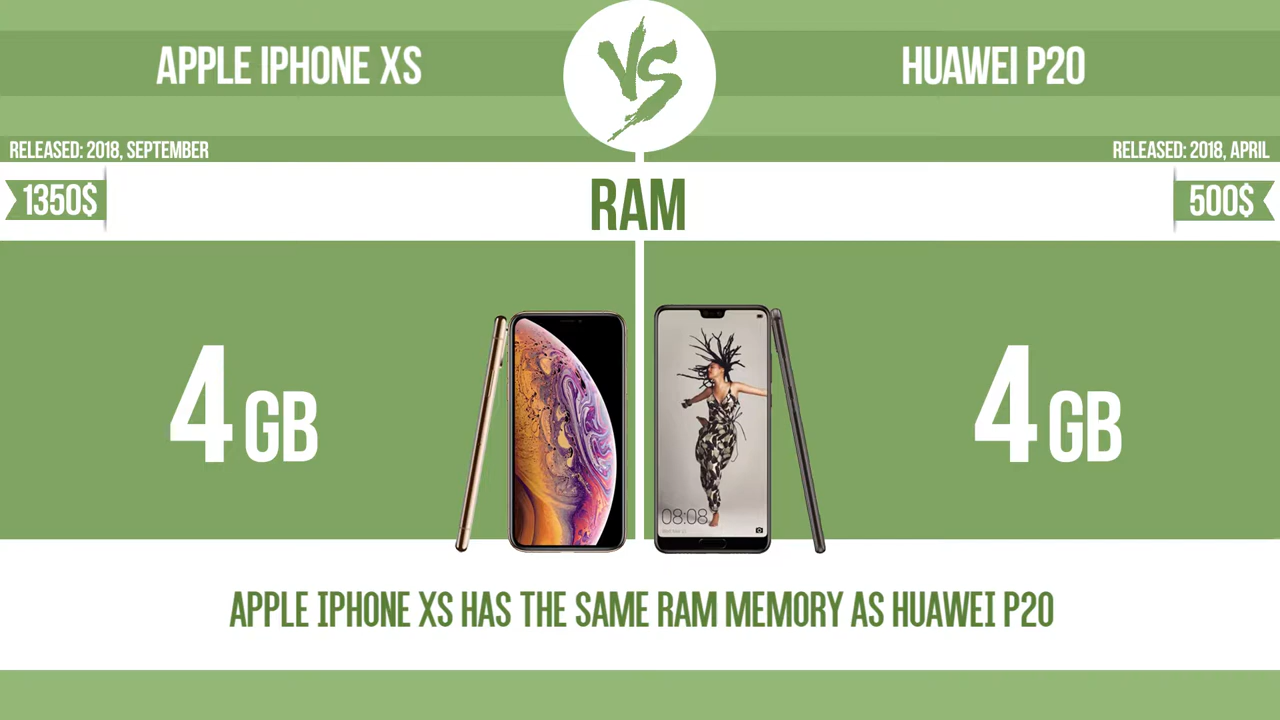 APPLE IPHONE XS
VS
HUAWEI P20
RELEASED: 2018, SEPTEMBER
RELEASED: 2018, APRIL
1350$
RAM
500$
4 GB
4 GB
08:08
APPLE IPHONE XS HAS THE SAME RAM MEMORY AS HUAWEI P20